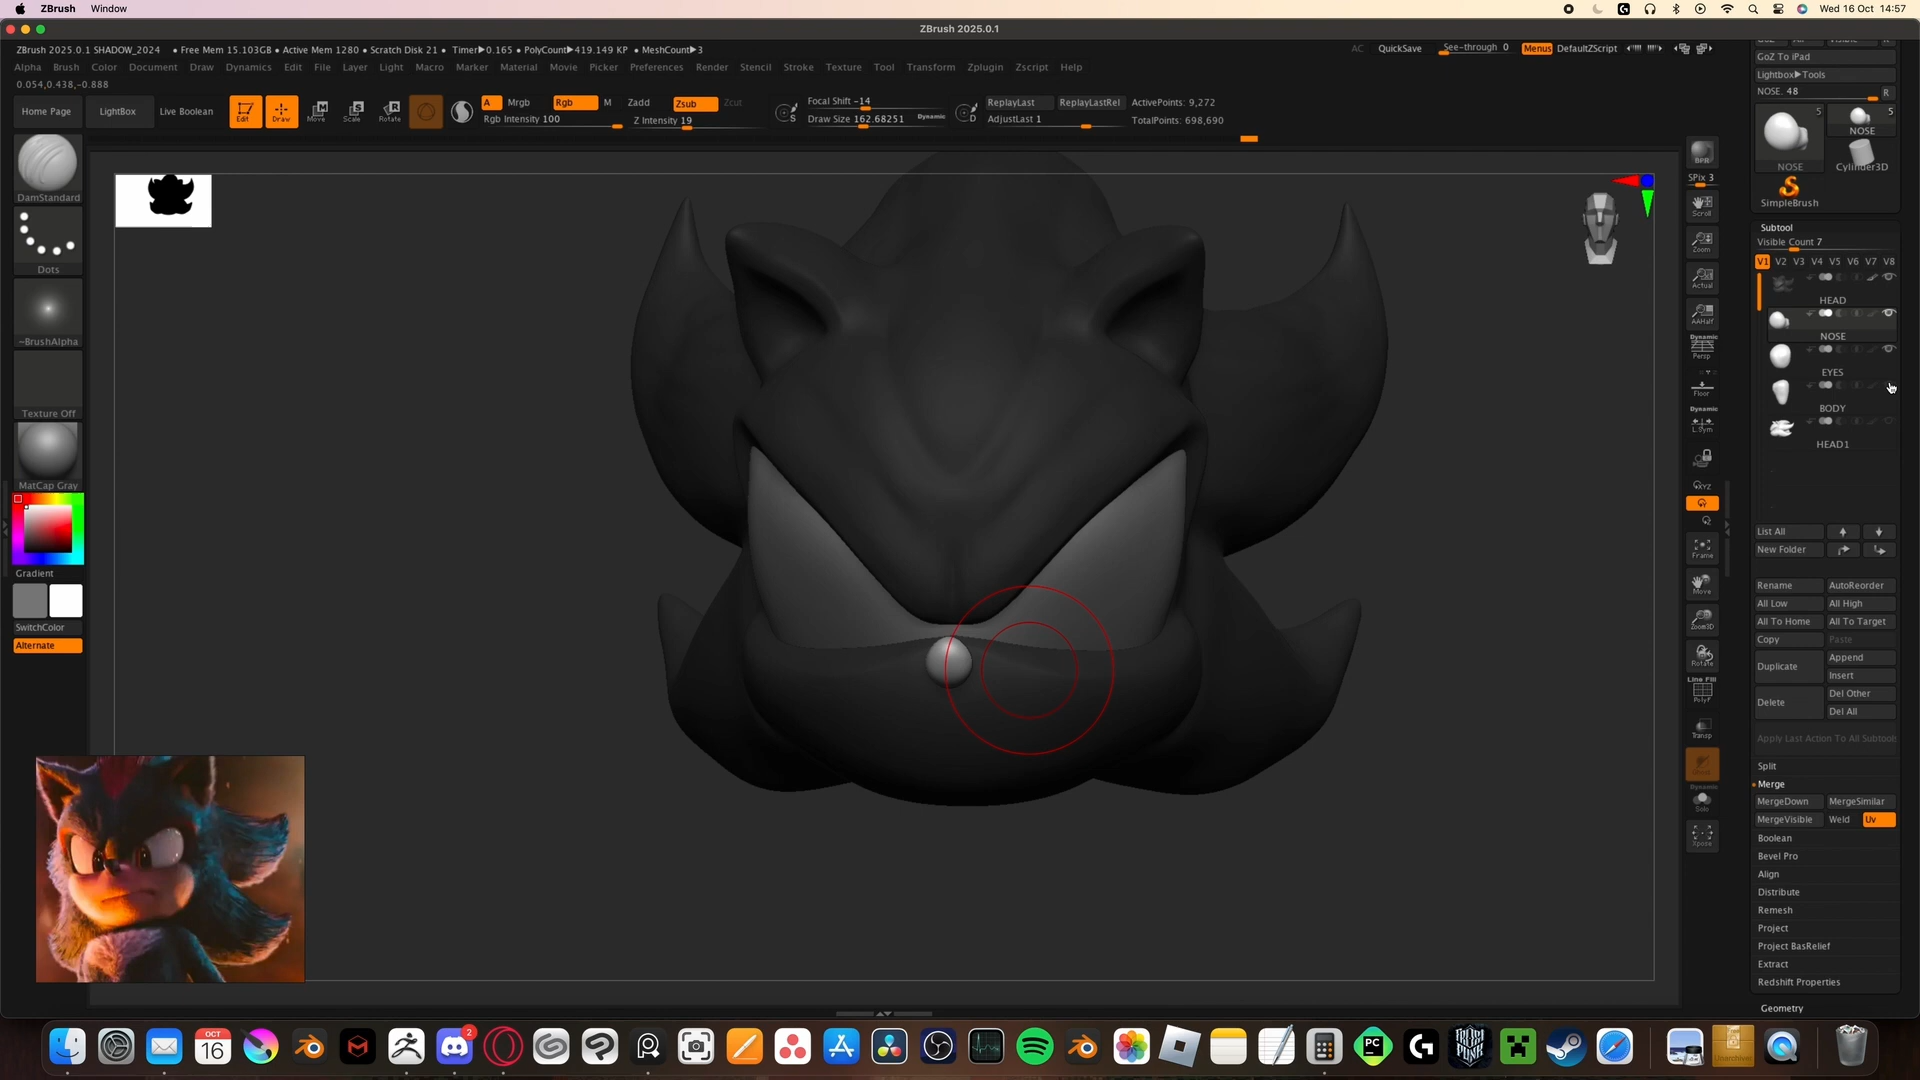 ZBrush Window
Wed 16 Oct 14:57
ZBrush 2025.0.1
ZBrush 2025.0.1 SHADOW_2024 • Free Mem 15.103GB • Active Mem 1280 • Scratch Disk 21 • Timer▶0.165 • PolyCount▶419.149 KP • MeshCount▶3
AC QuickSave See-through 0 Menus DefaultZScript
Alpha Brush Color Document Draw Dynamics Edit File Layer Light Macro Marker Material Movie Picker Preferences Render Stencil Stroke Texture Tool Transform Zplugin Zscript Help
0.054,0.438,-0.888
Home Page LightBox Live Boolean Edit Draw Move Scale Rotate
A Mrgb Rgb M Zadd Zsub Zcut
Rgb Intensity 100 Z Intensity 19
Focal Shift -14
Draw Size 162.68251 Dynamic
ReplayLast ReplayLastRel
AdjustLast 1
ActivePoints: 9,272
TotalPoints: 698,690
DamStandard
Dots
~BrushAlpha
Texture Off
MatCap Gray
Gradient
SwitchColor
Alternate
BPR
SPix 3
Scroll
Zoom
Actual
AAHalf
Dynamic
Persp
Floor
Dynamic
L.Sym
XYZ
Frame
Move
Zoom3D
Rotate
Line Fill
PolyF
Transp
Dynamic
Solo
Xpose
GoZ To iPad
Lightbox▶Tools
NOSE. 48 R
5 5
NOSE
NOSE Cylinder3D
SimpleBrush
Subtool
Visible Count 7
V1 V2 V3 V4 V5 V6 V7 V8
HEAD
NOSE
EYES
BODY
HEAD1
List All
New Folder
Rename AutoReorder
All Low All High
All To Home All To Target
Copy Paste
Duplicate Append
Insert
Delete Del Other
Del All
Apply Last Action To All Subtools
Split
Merge
MergeDown MergeSimilar
MergeVisible Weld Uv
Boolean
Bevel Pro
Align
Distribute
Remesh
Project
Project BasRelief
Extract
Redshift Properties
Geometry
OCT
16
2
PC